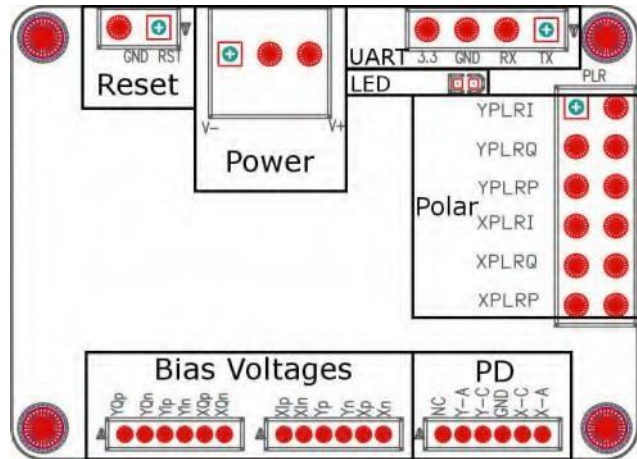 GND RST
Reset
V- V+
Power
UART 3.3 GND RX TX
LED
PLR
YPLRI
YPLRQ
YPLRP
Polar
XPLRI
XPLRQ
XPLRP
Bias Voltages
YQp YQn YIp YIn XQp XQn
XIp XIn Yp Yn Xp Xn
PD
NC Y-A Y-C GND X-C X-A